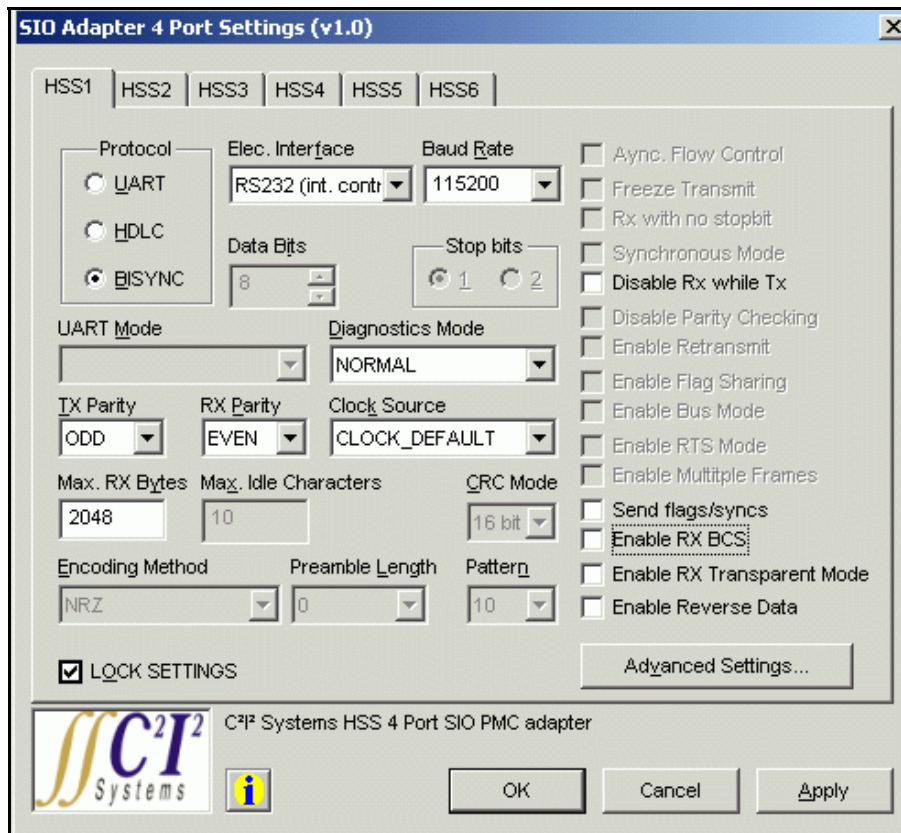 SIO Adapter 4 Port Settings (v1.0)
HSS1 HSS2 HSS3 HSS4 HSS5 HSS6
Protocol
UART
HDLC
BISYNC
Elec. Interface
RS232 (int. contr
Baud Rate
115200
Data Bits
8
Stop bits
1 2
UART Mode
Diagnostics Mode
NORMAL
TX Parity
ODD
RX Parity
EVEN
Clock Source
CLOCK_DEFAULT
Max. RX Bytes
2048
Max. Idle Characters
10
CRC Mode
16 bit
Encoding Method
NRZ
Preamble Length
0
Pattern
10
LOCK SETTINGS
Aync. Flow Control
Freeze Transmit
Rx with no stopbit
Synchronous Mode
Disable Rx while Tx
Disable Parity Checking
Enable Retransmit
Enable Flag Sharing
Enable Bus Mode
Enable RTS Mode
Enable Multitple Frames
Send flags/syncs
Enable RX BCS
Enable RX Transparent Mode
Enable Reverse Data
Advanced Settings...
C²I²
Systems
C²I² Systems HSS 4 Port SIO PMC adapter
i
OK Cancel Apply